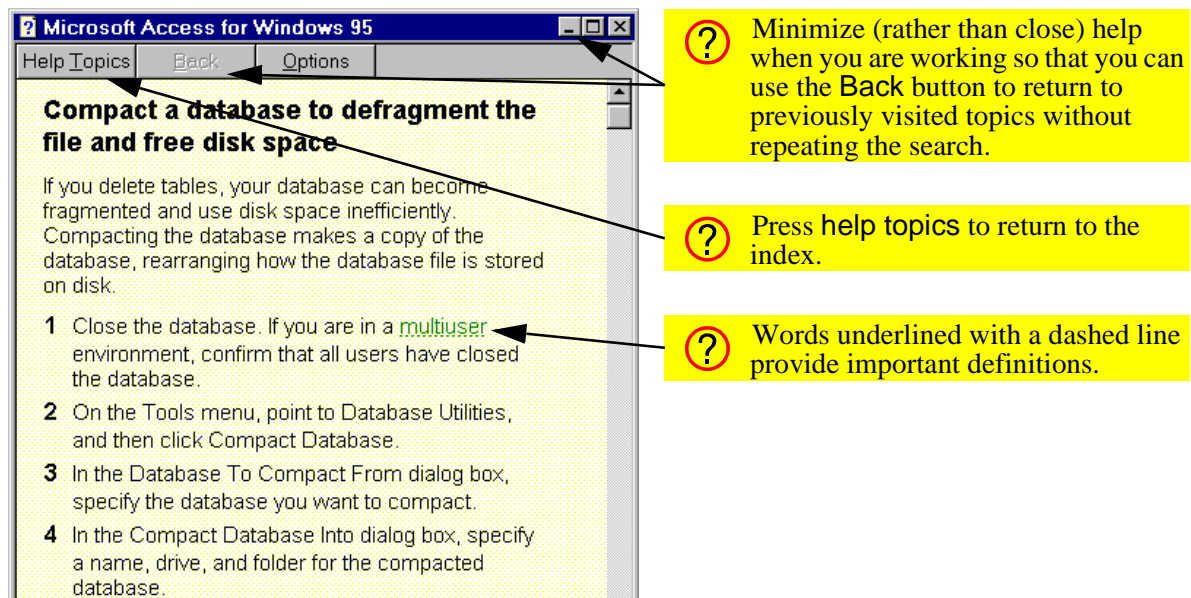 Microsoft Access for Windows 95
Help Topics Back Options
Compact a database to defragment the
file and free disk space
If you delete tables, your database can become
fragmented and use disk space inefficiently.
Compacting the database makes a copy of the
database, rearranging how the database file is stored
on disk.
1 Close the database. If you are in a multiuser
environment, confirm that all users have closed
the database.
2 On the Tools menu, point to Database Utilities,
and then click Compact Database.
3 In the Database To Compact From dialog box,
specify the database you want to compact.
4 In the Compact Database Into dialog box, specify
a name, drive, and folder for the compacted
database.
? Minimize (rather than close) help
when you are working so that you can
use the Back button to return to
previously visited topics without
repeating the search.
? Press help topics to return to the
index.
? Words underlined with a dashed line
provide important definitions.